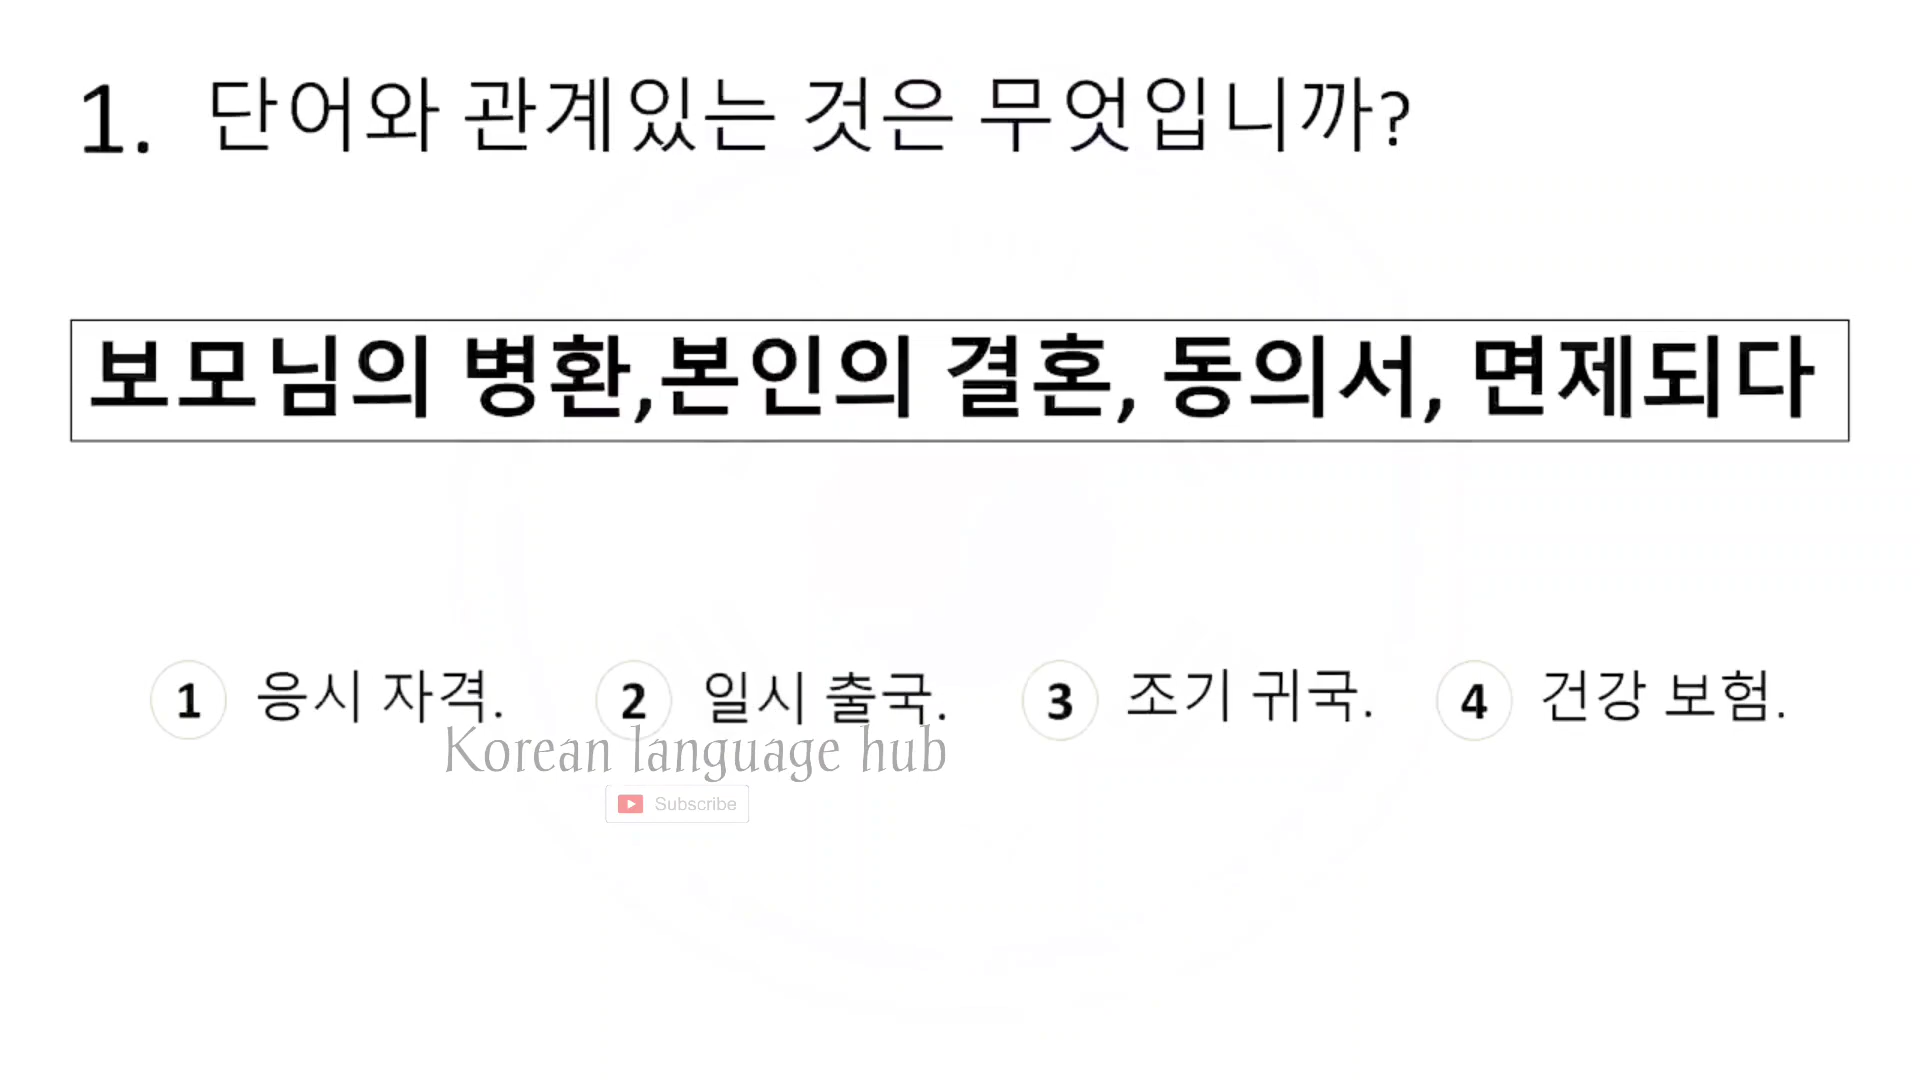 1. 단어와 관계있는 것은 무엇입니까?
보모님의 병환,본인의 결혼, 동의서, 면제되다
1 응시 자격. 2 일시 출국. 3 조기 귀국. 4 건강 보험.
Korean language hub
Subscribe